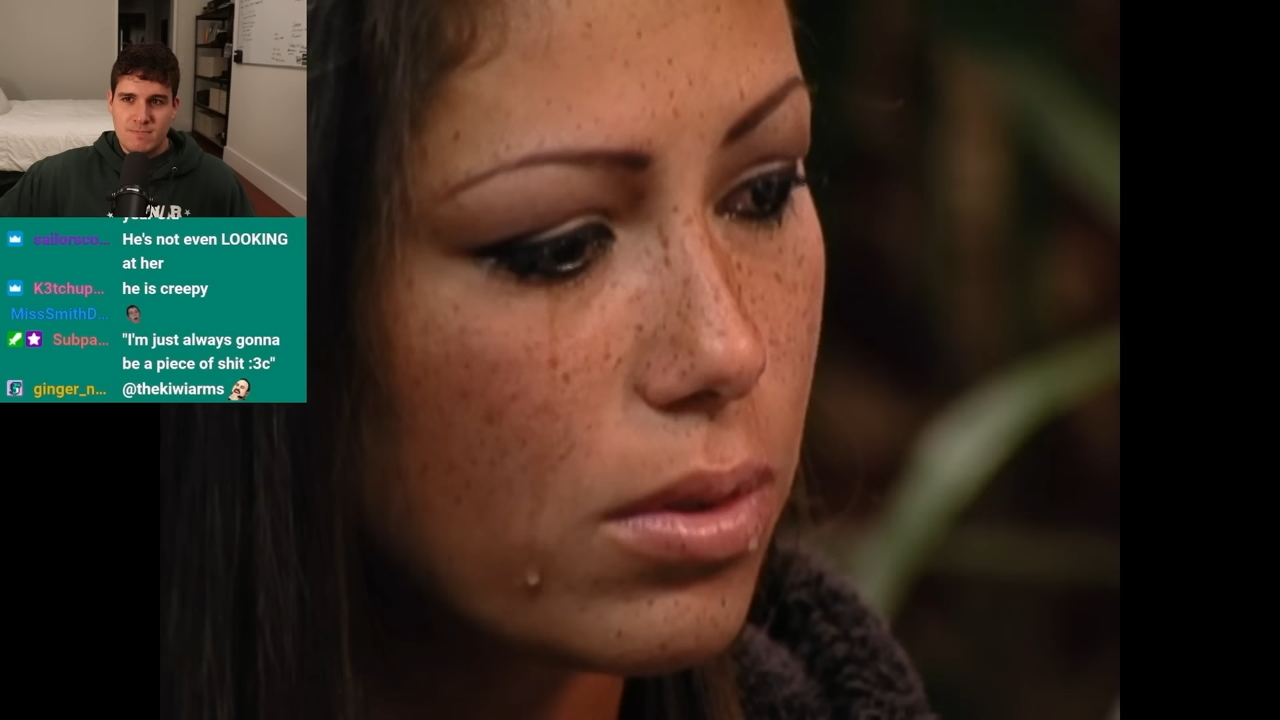 sailorsco... He's not even LOOKING
at her
K3tchup... he is creepy
MissSmithD...
Subpa... "I'm just always gonna
be a piece of shit :3c"
ginger_n... @thekiwiarms